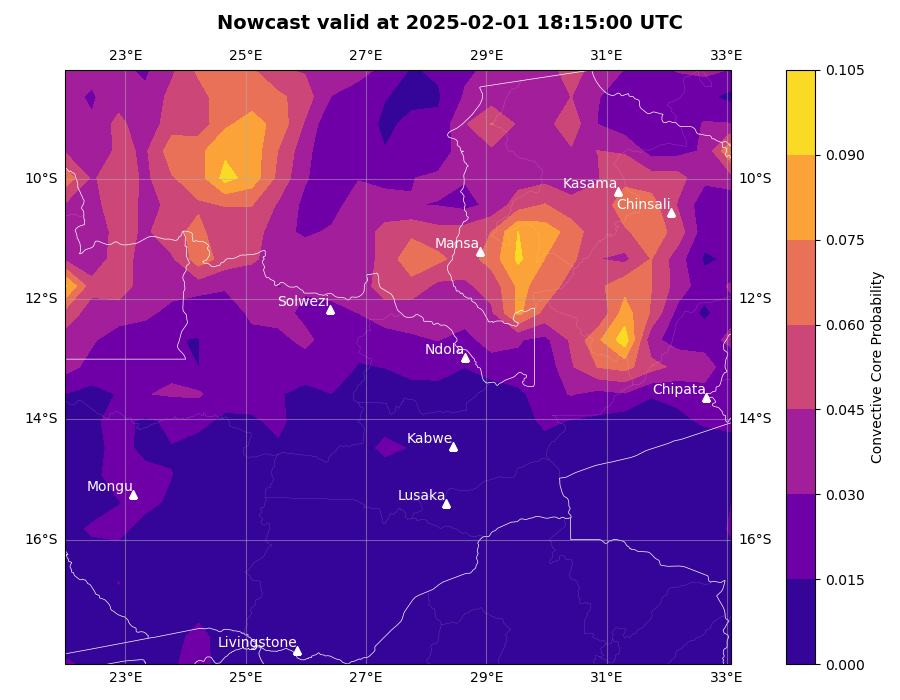 Nowcast valid at 2025-02-01 18:15:00 UTC
23°E 25°E 27°E 29°E 31°E 33°E
0.105
0.090
10°S Kasama 10°S
Chinsali
0.075
Mansa
12°S Solwezi 12°S
0.060
Ndola
Chipata
0.045
14°S 14°S
Kabwe
Mongu Lusaka
0.030
16°S 16°S
0.015
Livingstone
0.000
23°E 25°E 27°E 29°E 31°E 33°E
Convective Core Probability